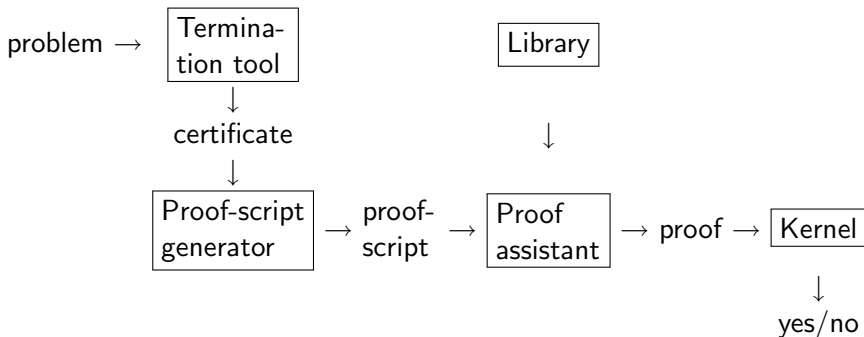 problem →
Termina-
tion tool
Library
↓
↓
certificate
↓
Proof-script
generator
→ proof-
script →
Proof
assistant
→ proof →
Kernel
↓
yes/no